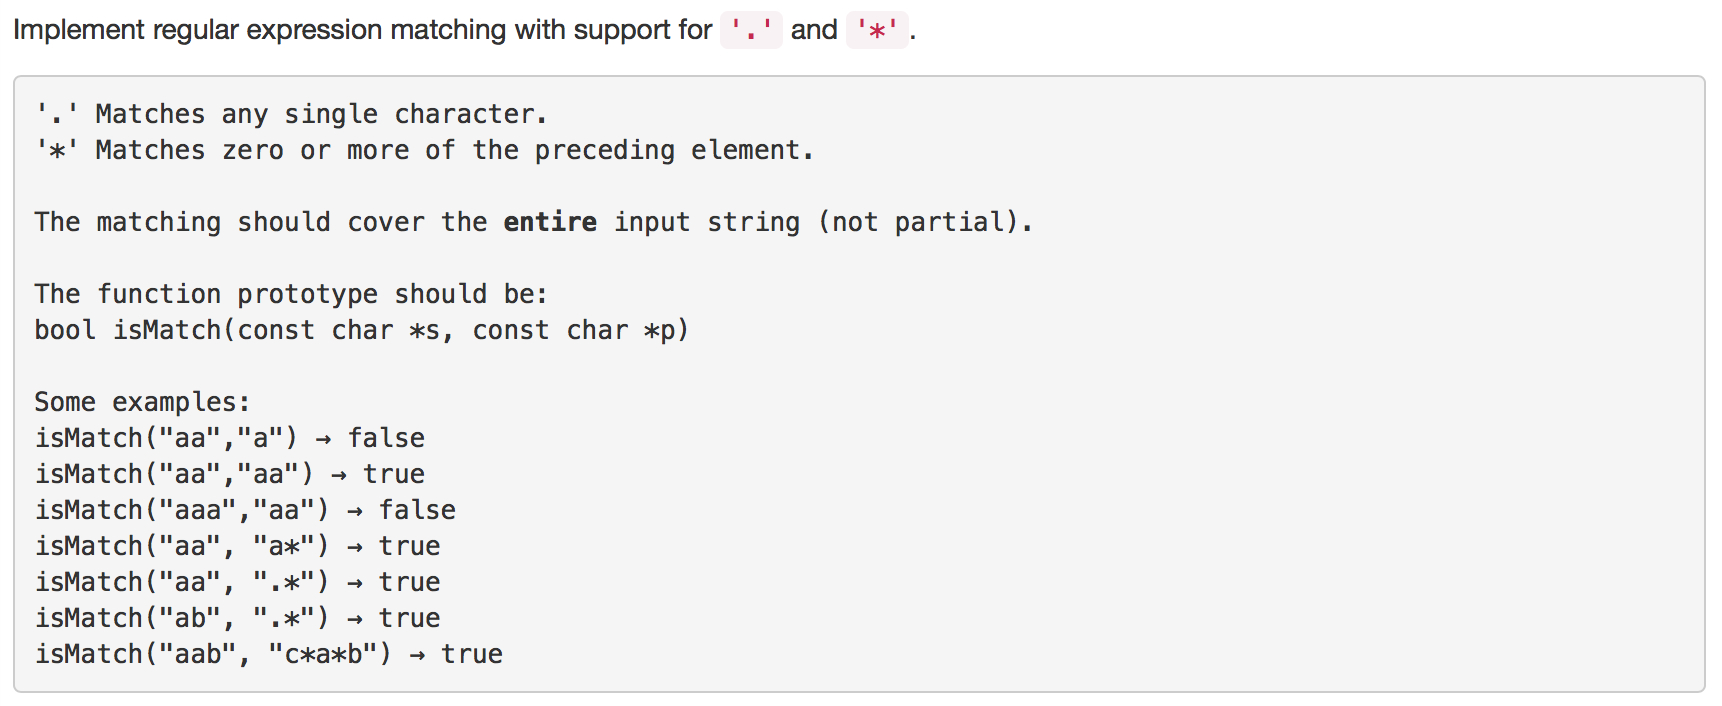 Implement regular expression matching with support for '.' and '*'.
'.' Matches any single character.
'*' Matches zero or more of the preceding element.
The matching should cover the entire input string (not partial).
The function prototype should be:
bool isMatch(const char *s, const char *p)
Some examples:
isMatch("aa","a") → false
isMatch("aa","aa") → true
isMatch("aaa","aa") → false
isMatch("aa", "a*") → true
isMatch("aa", ".*") → true
isMatch("ab", ".*") → true
isMatch("aab", "c*a*b") → true